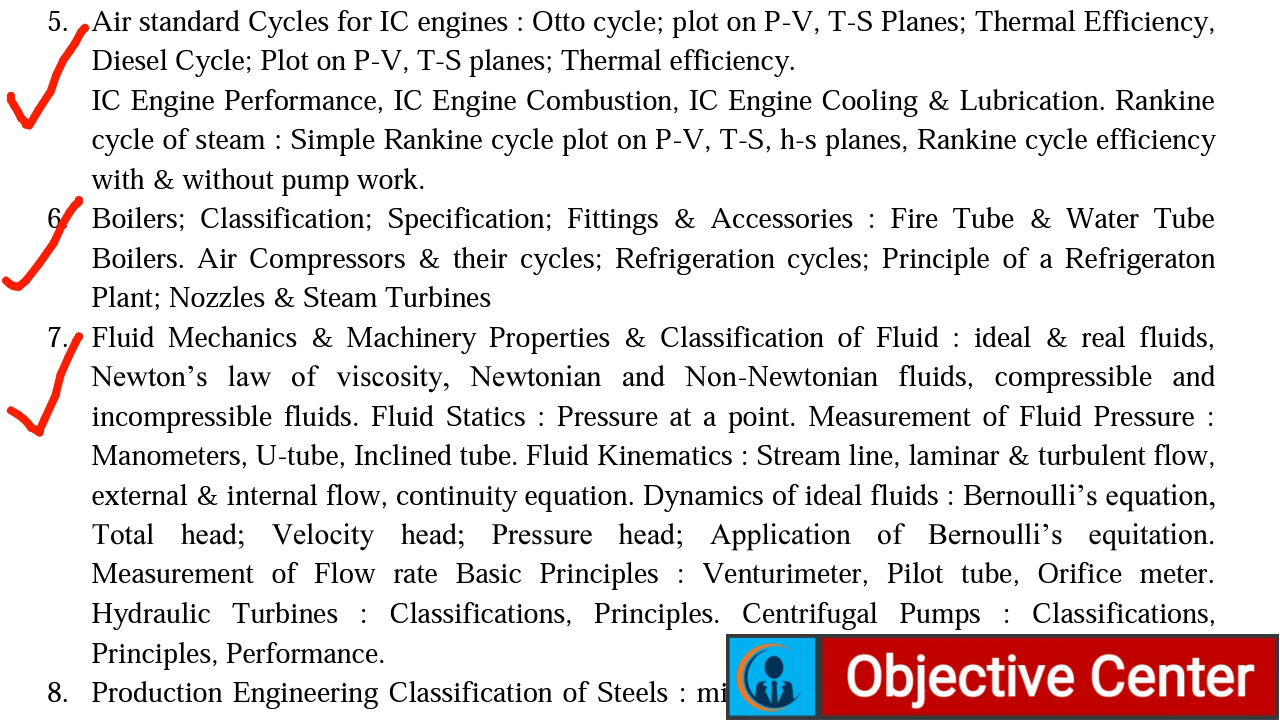 5. Air standard Cycles for IC engines : Otto cycle; plot on P-V, T-S Planes; Thermal Efficiency,
Diesel Cycle; Plot on P-V, T-S planes; Thermal efficiency.
IC Engine Performance, IC Engine Combustion, IC Engine Cooling & Lubrication. Rankine
cycle of steam : Simple Rankine cycle plot on P-V, T-S, h-s planes, Rankine cycle efficiency
with & without pump work.
6. Boilers; Classification; Specification; Fittings & Accessories : Fire Tube & Water Tube
Boilers. Air Compressors & their cycles; Refrigeration cycles; Principle of a Refrigeraton
Plant; Nozzles & Steam Turbines
7. Fluid Mechanics & Machinery Properties & Classification of Fluid : ideal & real fluids,
Newton's law of viscosity, Newtonian and Non-Newtonian fluids, compressible and
incompressible fluids. Fluid Statics : Pressure at a point. Measurement of Fluid Pressure :
Manometers, U-tube, Inclined tube. Fluid Kinematics : Stream line, laminar & turbulent flow,
external & internal flow, continuity equation. Dynamics of ideal fluids : Bernoulli's equation,
Total head; Velocity head; Pressure head; Application of Bernoulli's equitation.
Measurement of Flow rate Basic Principles : Venturimeter, Pilot tube, Orifice meter.
Hydraulic Turbines : Classifications, Principles. Centrifugal Pumps : Classifications,
Principles, Performance.
8. Production Engineering Classification of Steels :
Objective Center